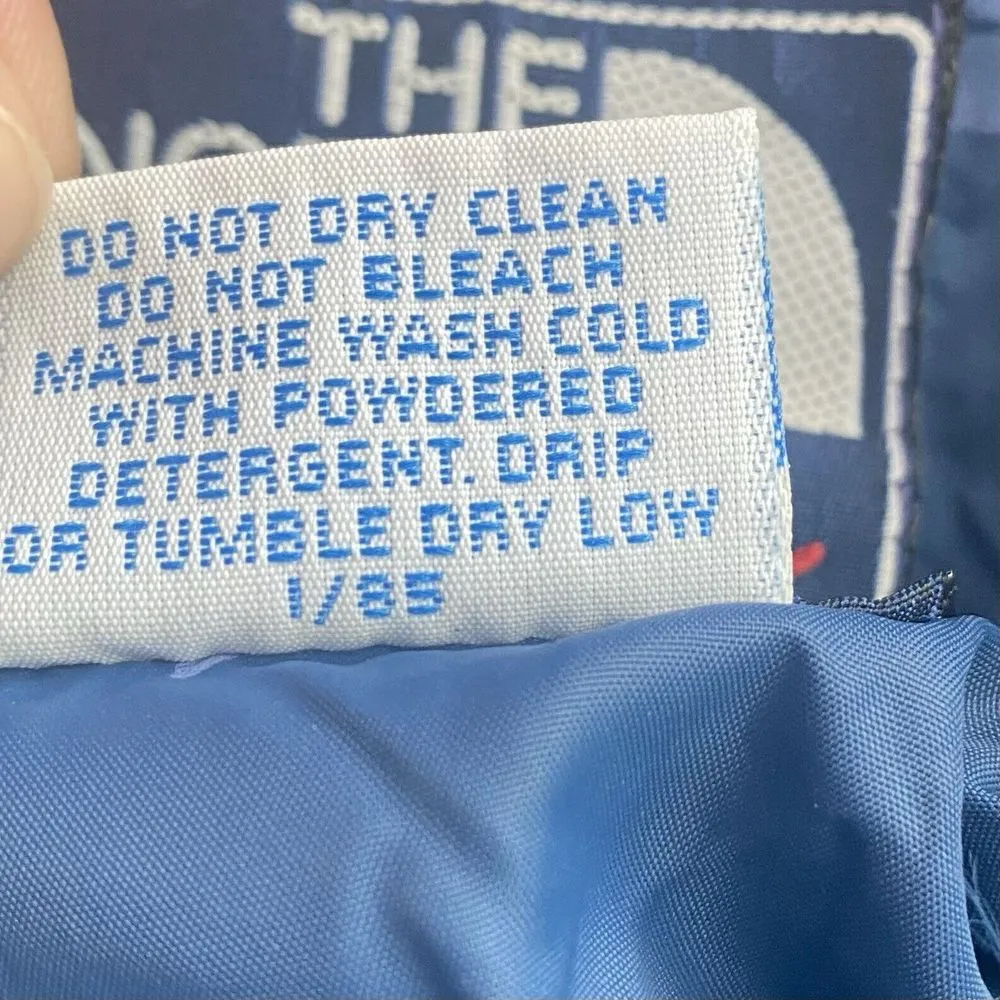 THE
DO NOT DRY CLEAN
DO NOT BLEACH
MACHINE WASH COLD
WITH POWDERED
DETERGENT. DRIP
OR TUMBLE DRY LOW
1/85